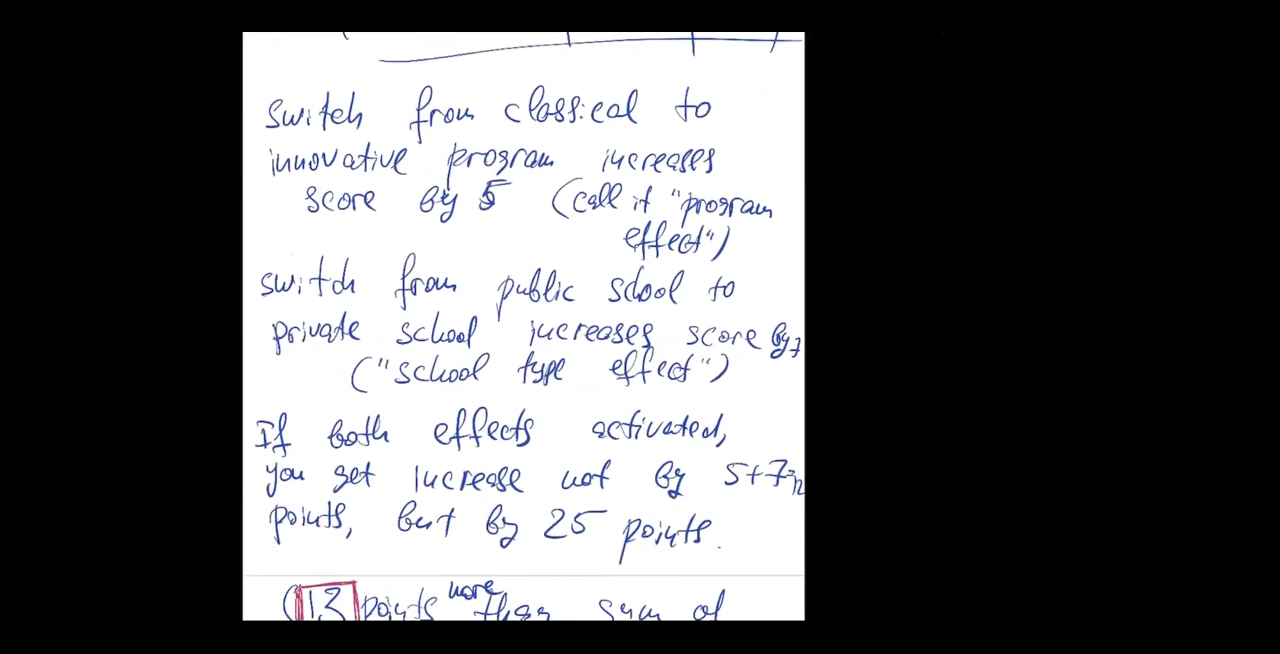 switch from classical to
innovative program increases
score by 5 (call it "program
effect")
switch from public school to
private school increases score by 7
("school type effect")
If both effects activated,
you get increase not by 5+7=12
points, but by 25 points.
(13 points more than sum of